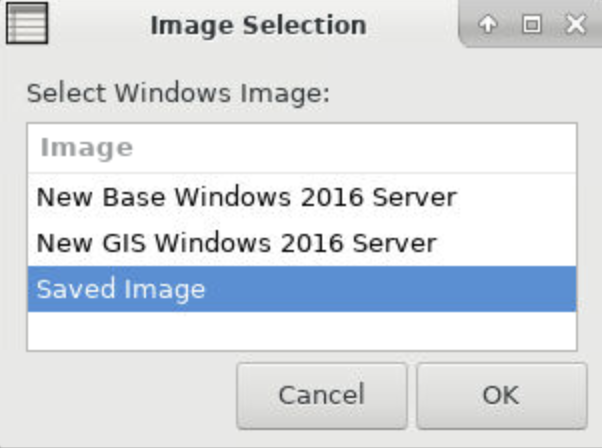 Image Selection
Select Windows Image:
Image
New Base Windows 2016 Server
New GIS Windows 2016 Server
Saved Image
Cancel OK